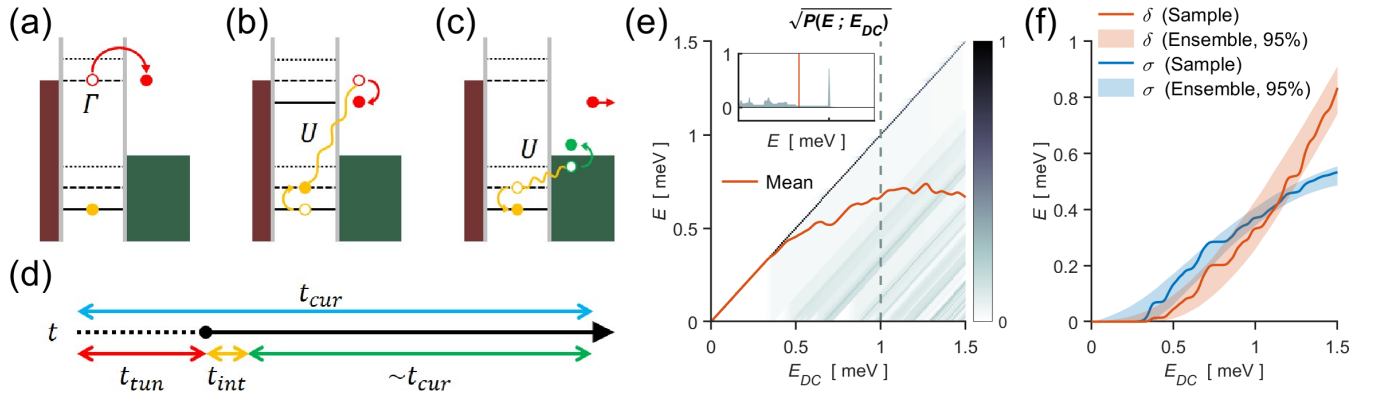 (a)
Γ
(b)
U
(c)
U
(d)
t
t_cur
t_tun
t_int
~t_cur
(e)
√P(E ; E_DC)
1.5
1
0.5
0
E [ meV ]
1
0
E [ meV ]
Mean
0
0.5
1
1.5
E_DC [ meV ]
1
0
(f)
δ (Sample)
δ (Ensemble, 95%)
σ (Sample)
σ (Ensemble, 95%)
1
0.8
0.6
0.4
0.2
0
E [ meV ]
0
0.5
1
1.5
E_DC [ meV ]